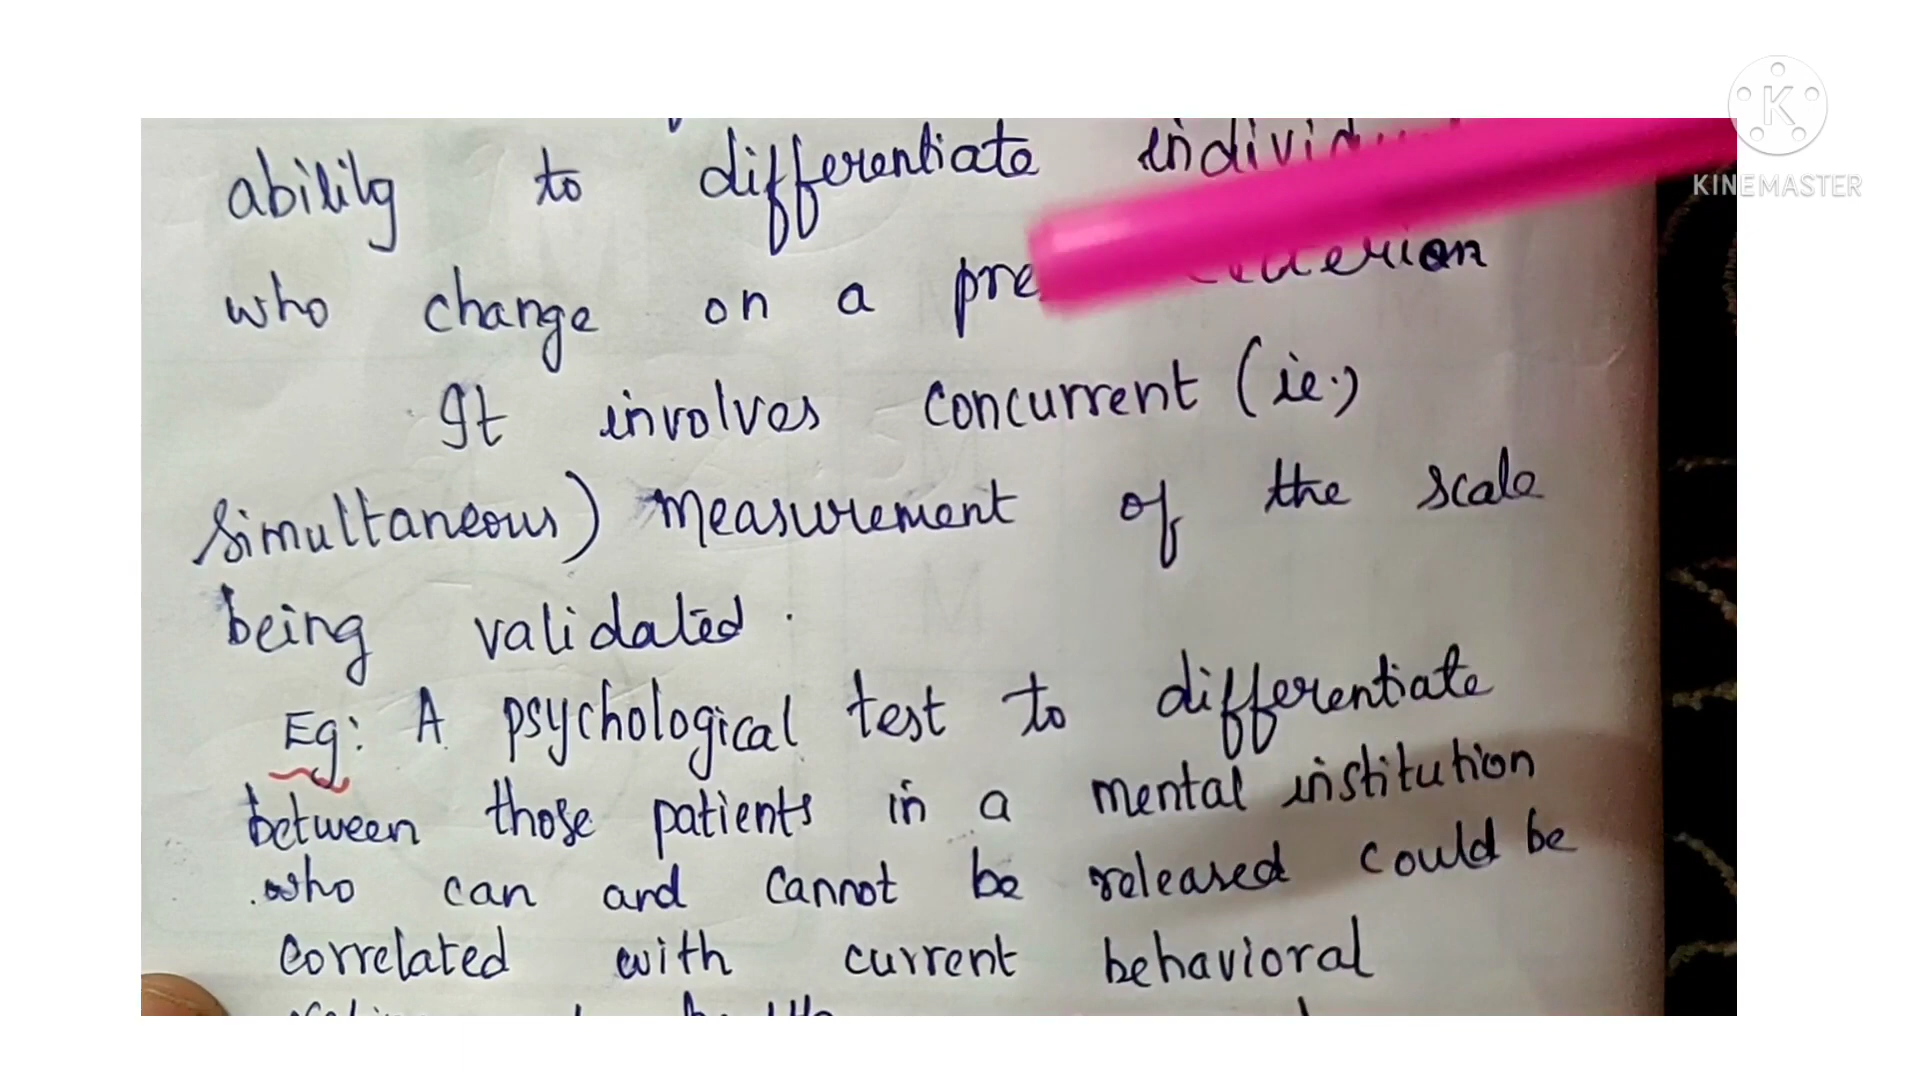 ability to differentiate
who change on a criterion
It involves concurrent (ie.,
simultaneous) measurement of the scale
being validated.
Eg: A psychological test to differentiate
between those patients in a mental institution
who can and cannot be released could be
correlated with current behavioral
KINEMASTER